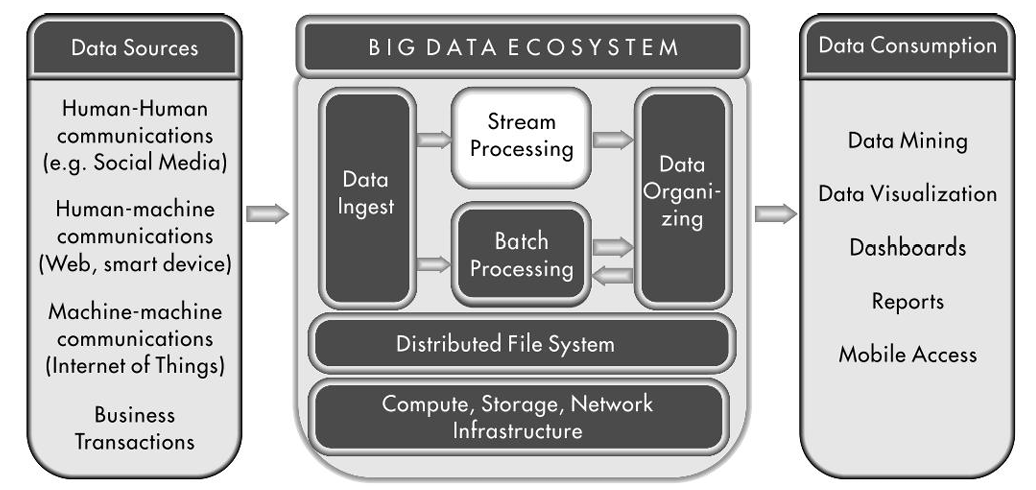 Data Sources
Human-Human
communications
(e.g. Social Media)
Human-machine
communications
(Web, smart device)
Machine-machine
communications
(Internet of Things)
Business
Transactions
BIG DATA ECOSYSTEM
Data
Ingest
Stream
Processing
Batch
Processing
Data
Organi-
zing
Distributed File System
Compute, Storage, Network
Infrastructure
Data Consumption
Data Mining
Data Visualization
Dashboards
Reports
Mobile Access